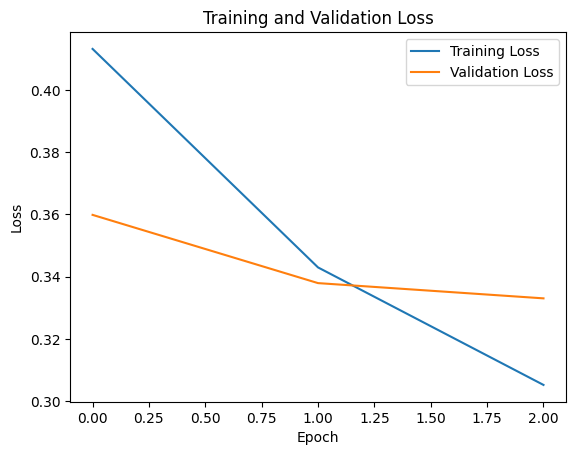 Training and Validation Loss
Training Loss
Validation Loss
Loss
0.40
0.38
0.36
0.34
0.32
0.30
0.00 0.25 0.50 0.75 1.00 1.25 1.50 1.75 2.00
Epoch